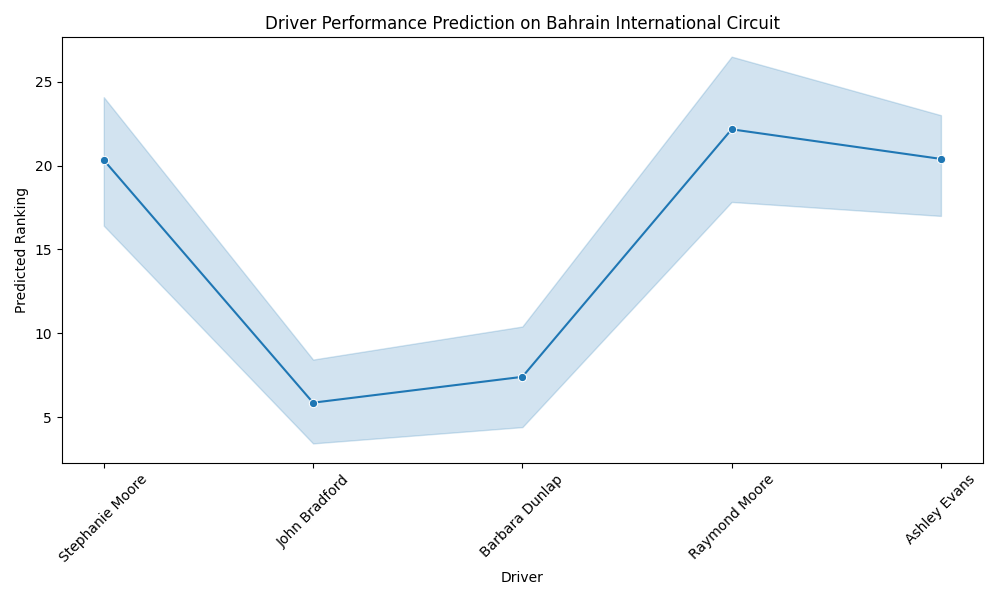 Driver Performance Prediction on Bahrain International Circuit
Predicted Ranking
25
20
15
10
5
Stephanie Moore
John Bradford
Barbara Dunlap
Raymond Moore
Ashley Evans
Driver